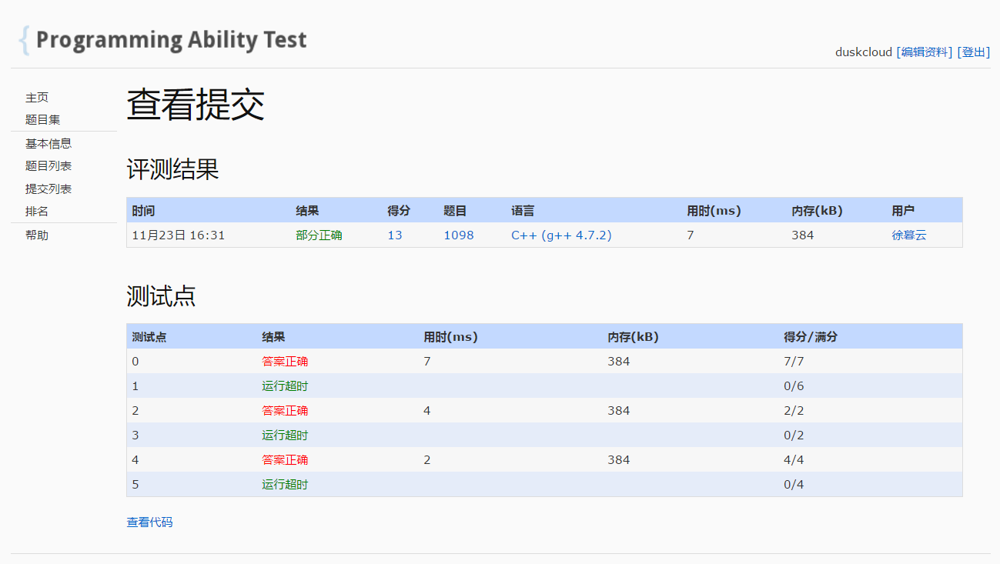 { Programming Ability Test
duskcloud [编辑资料] [登出]
主页
题目集
基本信息
题目列表
提交列表
排名
帮助
查看提交
评测结果
时间 结果 得分 题目 语言 用时(ms) 内存(kB) 用户
11月23日 16:31 部分正确 13 1098 C++ (g++ 4.7.2) 7 384 徐暮云
测试点
测试点 结果 用时(ms) 内存(kB) 得分/满分
0 答案正确 7 384 7/7
1 运行超时 0/6
2 答案正确 4 384 2/2
3 运行超时 0/2
4 答案正确 2 384 4/4
5 运行超时 0/4
查看代码